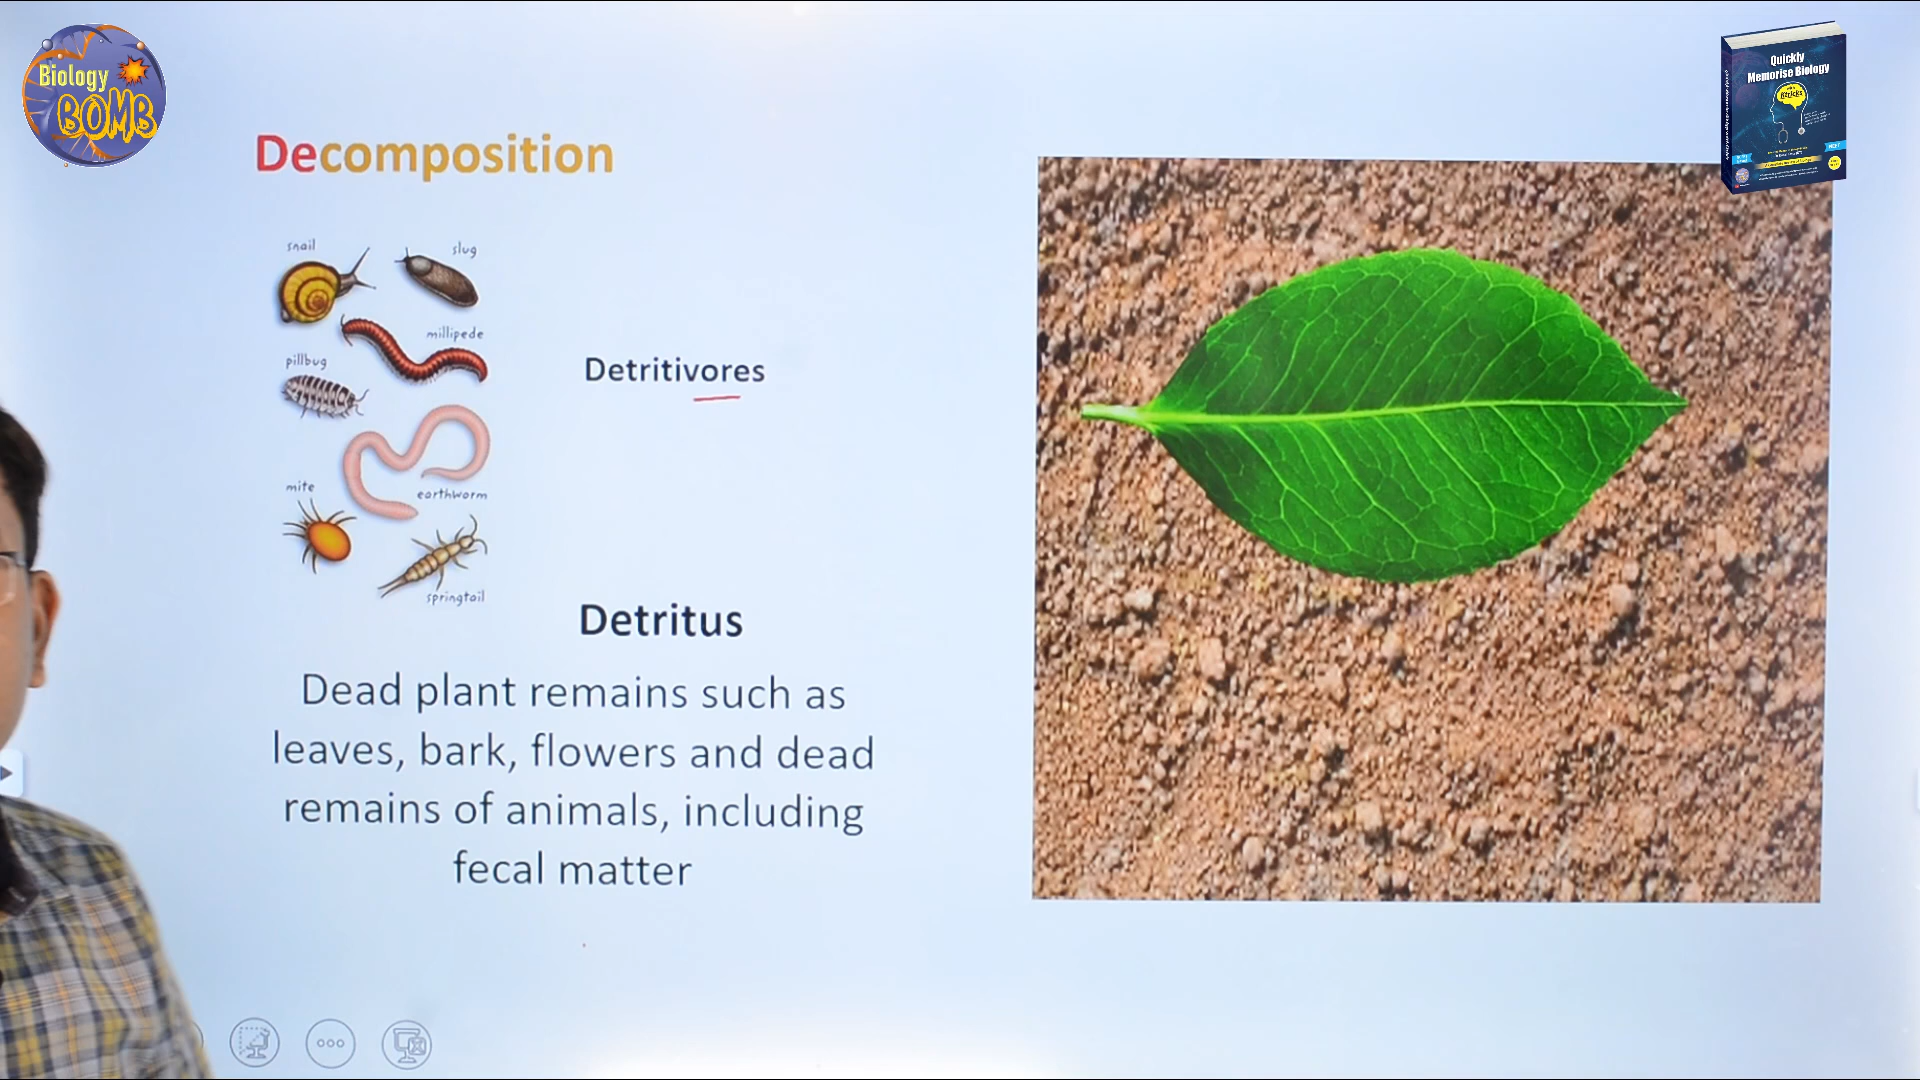 Biology
BOMB
Quickly
Memorise Biology
Decomposition
snail
slug
millipede
pillbug
Detritivores
mite
earthworm
springtail
Detritus
Dead plant remains such as
leaves, bark, flowers and dead
remains of animals, including
fecal matter